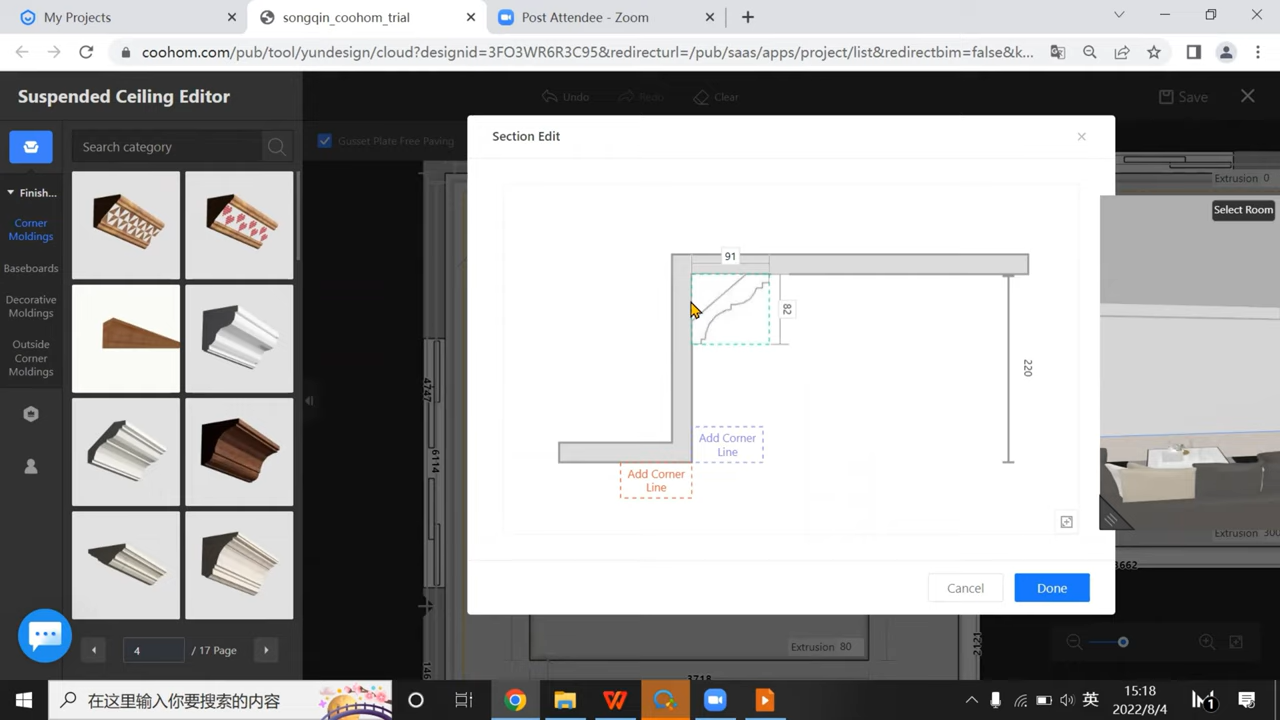 My Projects
songqin_coohom_trial
Post Attendee - Zoom
coohom.com/pub/tool/yundesign/cloud?designid=3FO3WR6R3C95&redirecturl=/pub/saas/apps/project/list&redirectbim=false&k...
Suspended Ceiling Editor
Undo
Redo
Clear
Save
Search category
Gusset Plate Free Paving
Section Edit
Extrusion 0
Select Room
Finish...
Corner Moldings
Baseboards
Decorative Moldings
Outside Corner Moldings
91
82
220
4747
6114
Add Corner Line
Add Corner Line
Extrusion 300
1662
Cancel
Done
4
/ 17 Page
Extrusion 80
3718
2121
146
在这里输入你要搜索的内容
英
15:18
2022/8/4
1